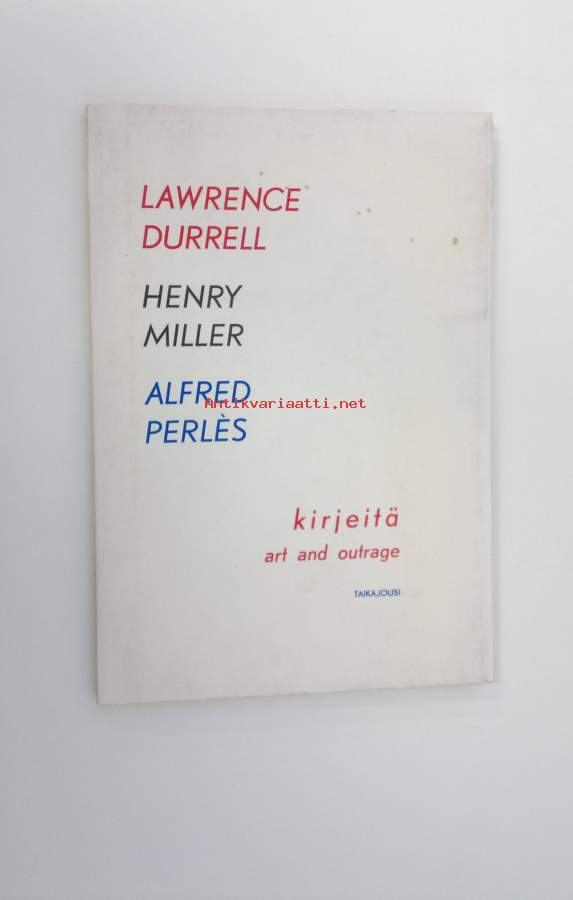 LAWRENCE
DURRELL
HENRY
MILLER
ALFRED
Antikvariaatti.net
PERLÈS
kirjeitä
art and outrage
TAIKAJOUSI